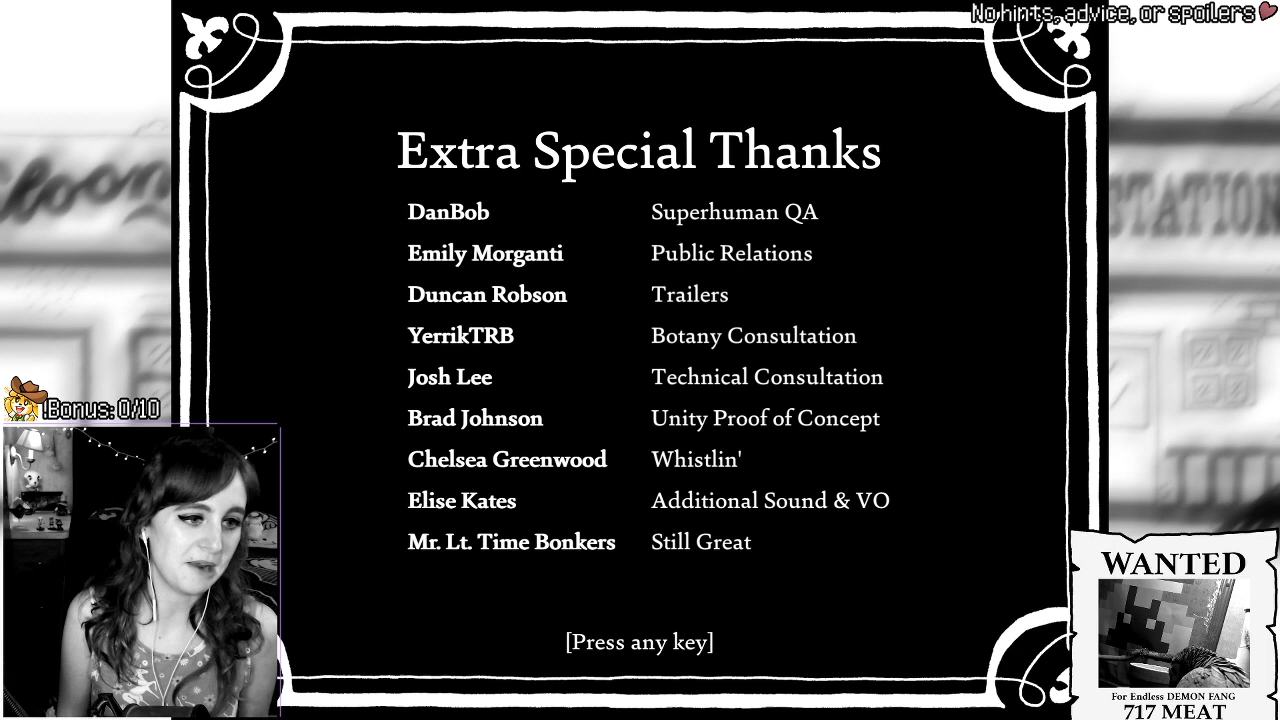 No hints, advice, or spoilers
Extra Special Thanks
DanBob Superhuman QA
Emily Morganti Public Relations
Duncan Robson Trailers
YerrikTRB Botany Consultation
Josh Lee Technical Consultation
Brad Johnson Unity Proof of Concept
Chelsea Greenwood Whistlin'
Elise Kates Additional Sound & VO
Mr. Lt. Time Bonkers Still Great
[Press any key]
!Bonus: 0/10
WANTED
For Endless DEMON FANG
717 MEAT
STATION